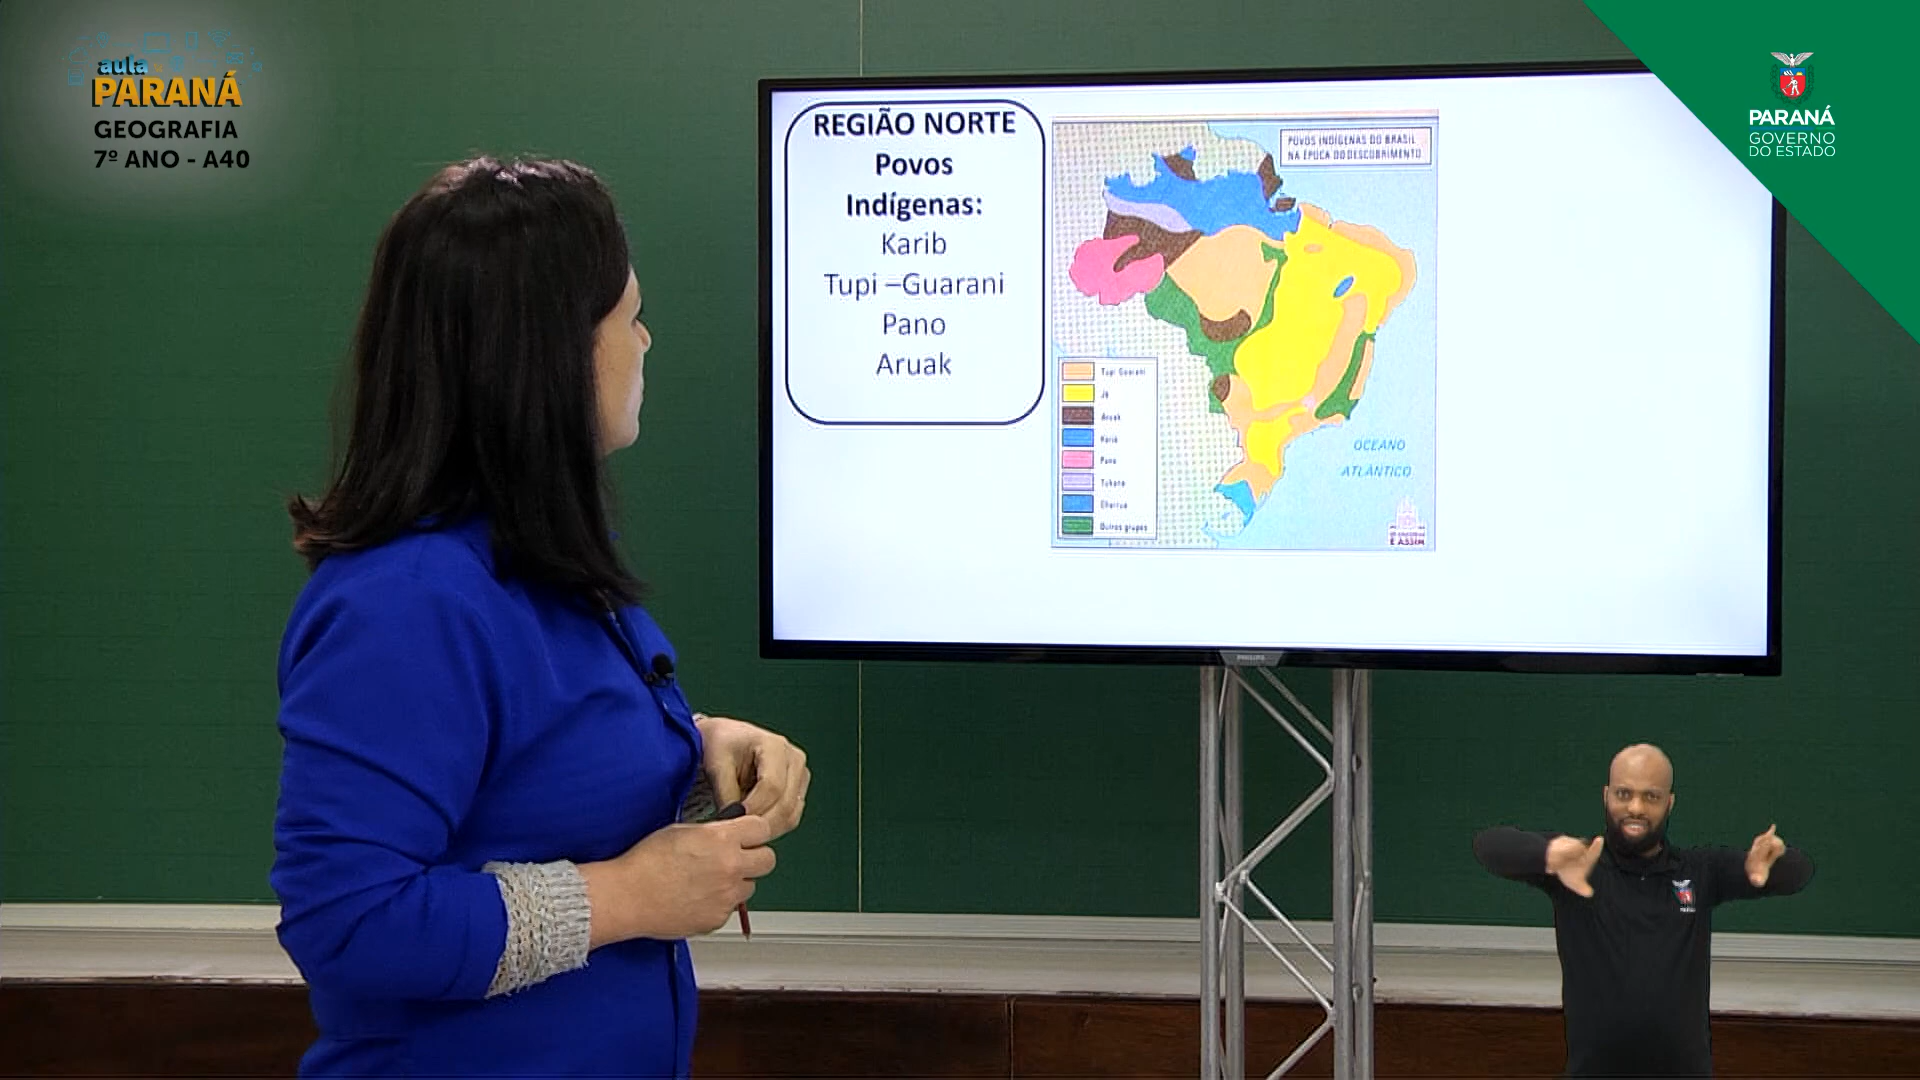 aula
PARANÁ
GEOGRAFIA
7º ANO - A40
REGIÃO NORTE
Povos
Indígenas:
Karib
Tupi –Guarani
Pano
Aruak
POVOS INDÍGENAS DO BRASIL
NA ÉPOCA DO DESCOBRIMENTO
Tupi Guarani
Jê
Aruak
Karib
Pano
Tukano
Charrua
Outros grupos
OCEANO
ATLÂNTICO
É ASSIM
PHILIPS
PARANÁ
GOVERNO
DO ESTADO